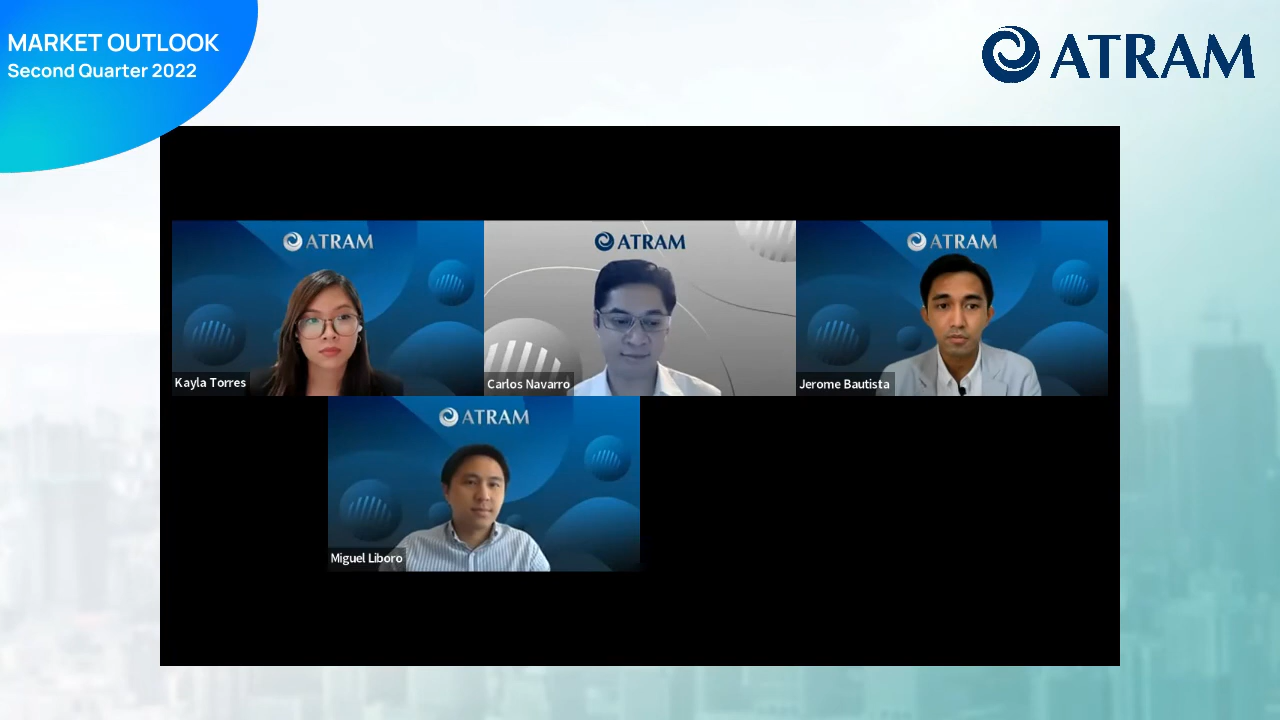 MARKET OUTLOOK
Second Quarter 2022
ATRAM
ATRAM
ATRAM
ATRAM
Kayla Torres
Carlos Navarro
Jerome Bautista
ATRAM
Miguel Liboro